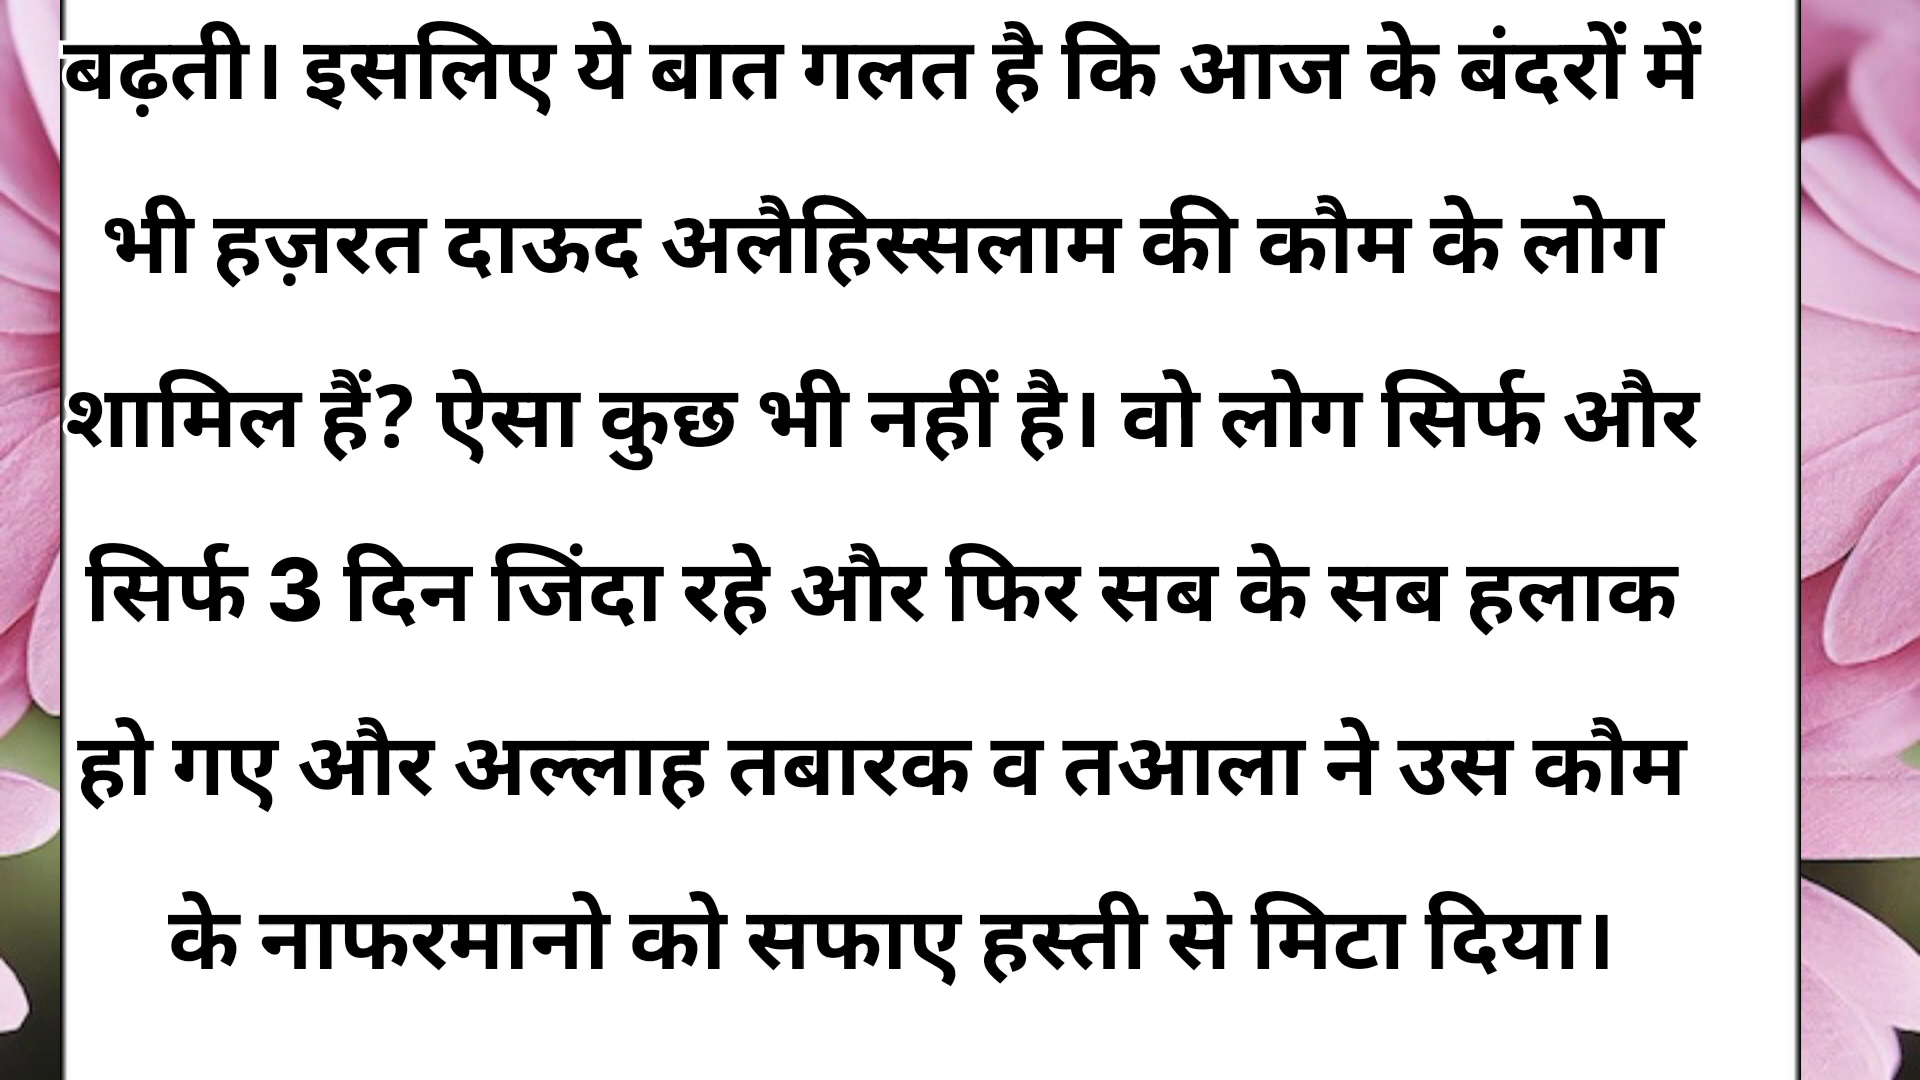 बढ़ती। इसलिए ये बात गलत है कि आज के बंदरों में
भी हज़रत दाऊद अलैहिस्सलाम की कौम के लोग
शामिल हैं? ऐसा कुछ भी नहीं है। वो लोग सिर्फ और
सिर्फ 3 दिन जिंदा रहे और फिर सब के सब हलाक
हो गए और अल्लाह तबारक व तआला ने उस कौम
के नाफरमानो को सफाए हस्ती से मिटा दिया।